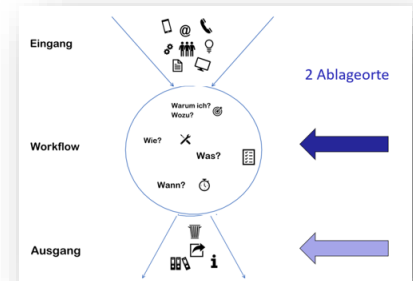 Eingang
@
2 Ablageorte
Warum ich?
Wozu?
Workflow
Wie?
Was?
Wann?
Ausgang
i